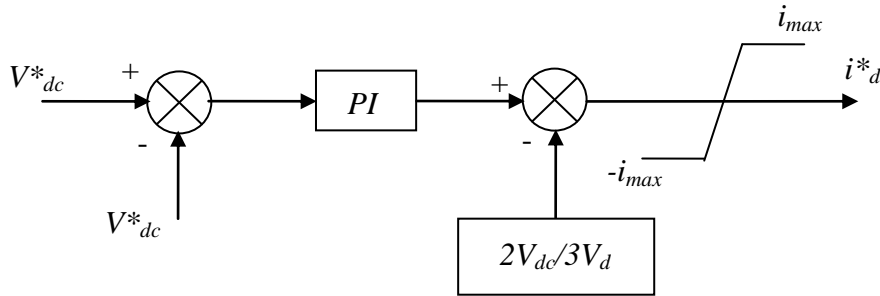 i_max
V*_dc
+
i*_d
PI
+
-
-
-i_max
V*_dc
2V_dc/3V_d